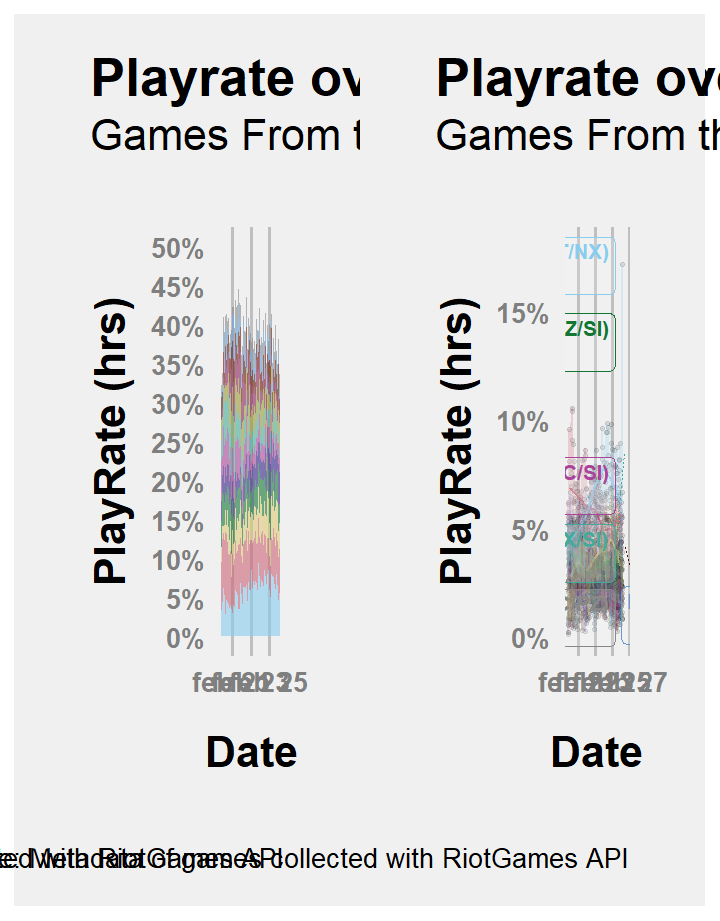 Playrate ov
Playrate ove
Games From t
Games From th
PlayRate (hrs)
50%
45%
40%
35%
30%
25%
20%
15%
10%
5%
0%
Date
PlayRate (hrs)
15%
10%
5%
0%
/NX)
Z/SI)
C/SI)
X/SI)
Date
collected with RiotGames API